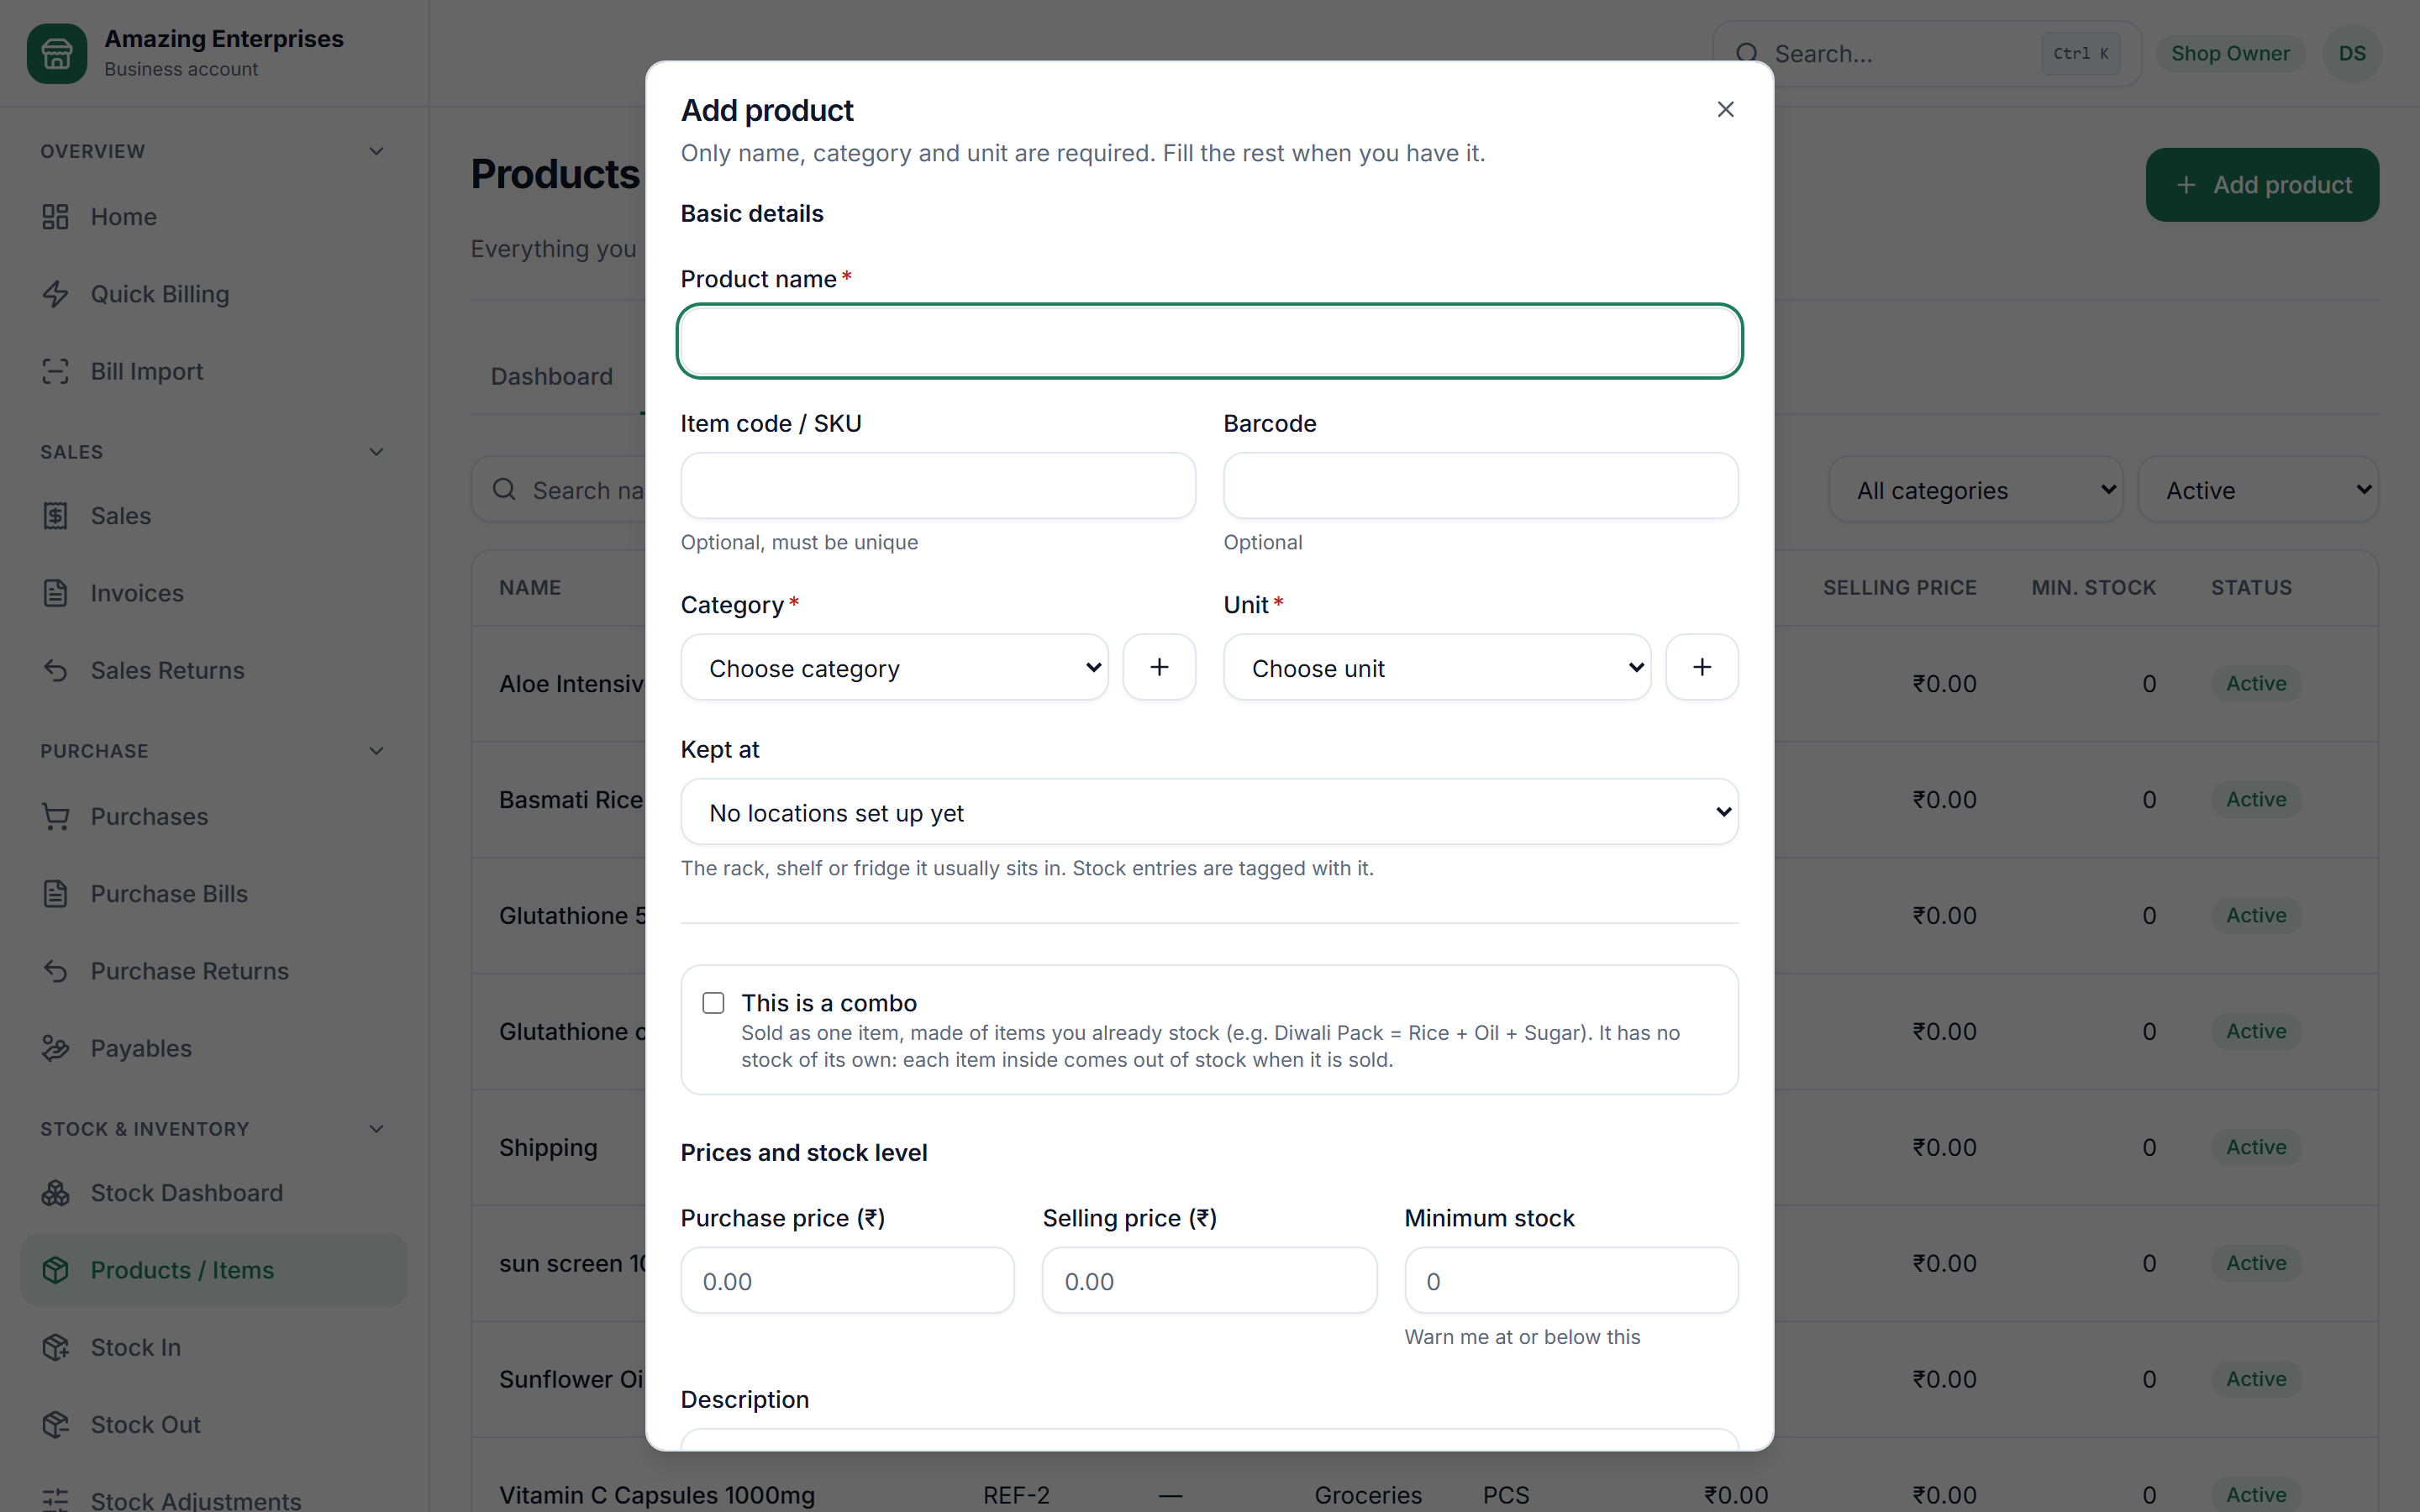 Amazing Enterprises
Business account
Search...
Ctrl K
Shop Owner
DS
OVERVIEW
Home
Quick Billing
Bill Import
SALES
Sales
Invoices
Sales Returns
PURCHASE
Purchases
Purchase Bills
Purchase Returns
Payables
STOCK & INVENTORY
Stock Dashboard
Products / Items
Stock In
Stock Out
Stock Adjustments
Products
Everything you
+ Add product
Dashboard
Search na
All categories
Active
NAME
SELLING PRICE
MIN. STOCK
STATUS
Aloe Intensiv
₹0.00
0
Active
Basmati Rice
₹0.00
0
Active
Glutathione 5
₹0.00
0
Active
Glutathione
₹0.00
0
Active
Shipping
₹0.00
0
Active
sun screen
₹0.00
0
Active
Sunflower Oi
₹0.00
0
Active
Vitamin C Capsules 1000mg
REF-2
—
Groceries
PCS
₹0.00
₹0.00
0
Active
Add product
Only name, category and unit are required. Fill the rest when you have it.
Basic details
Product name *
Item code / SKU
Barcode
Optional, must be unique
Optional
Category *
Unit *
Choose category
+
Choose unit
+
Kept at
No locations set up yet
The rack, shelf or fridge it usually sits in. Stock entries are tagged with it.
This is a combo
Sold as one item, made of items you already stock (e.g. Diwali Pack = Rice + Oil + Sugar). It has no
stock of its own: each item inside comes out of stock when it is sold.
Prices and stock level
Purchase price (₹)
Selling price (₹)
Minimum stock
0.00
0.00
0
Warn me at or below this
Description